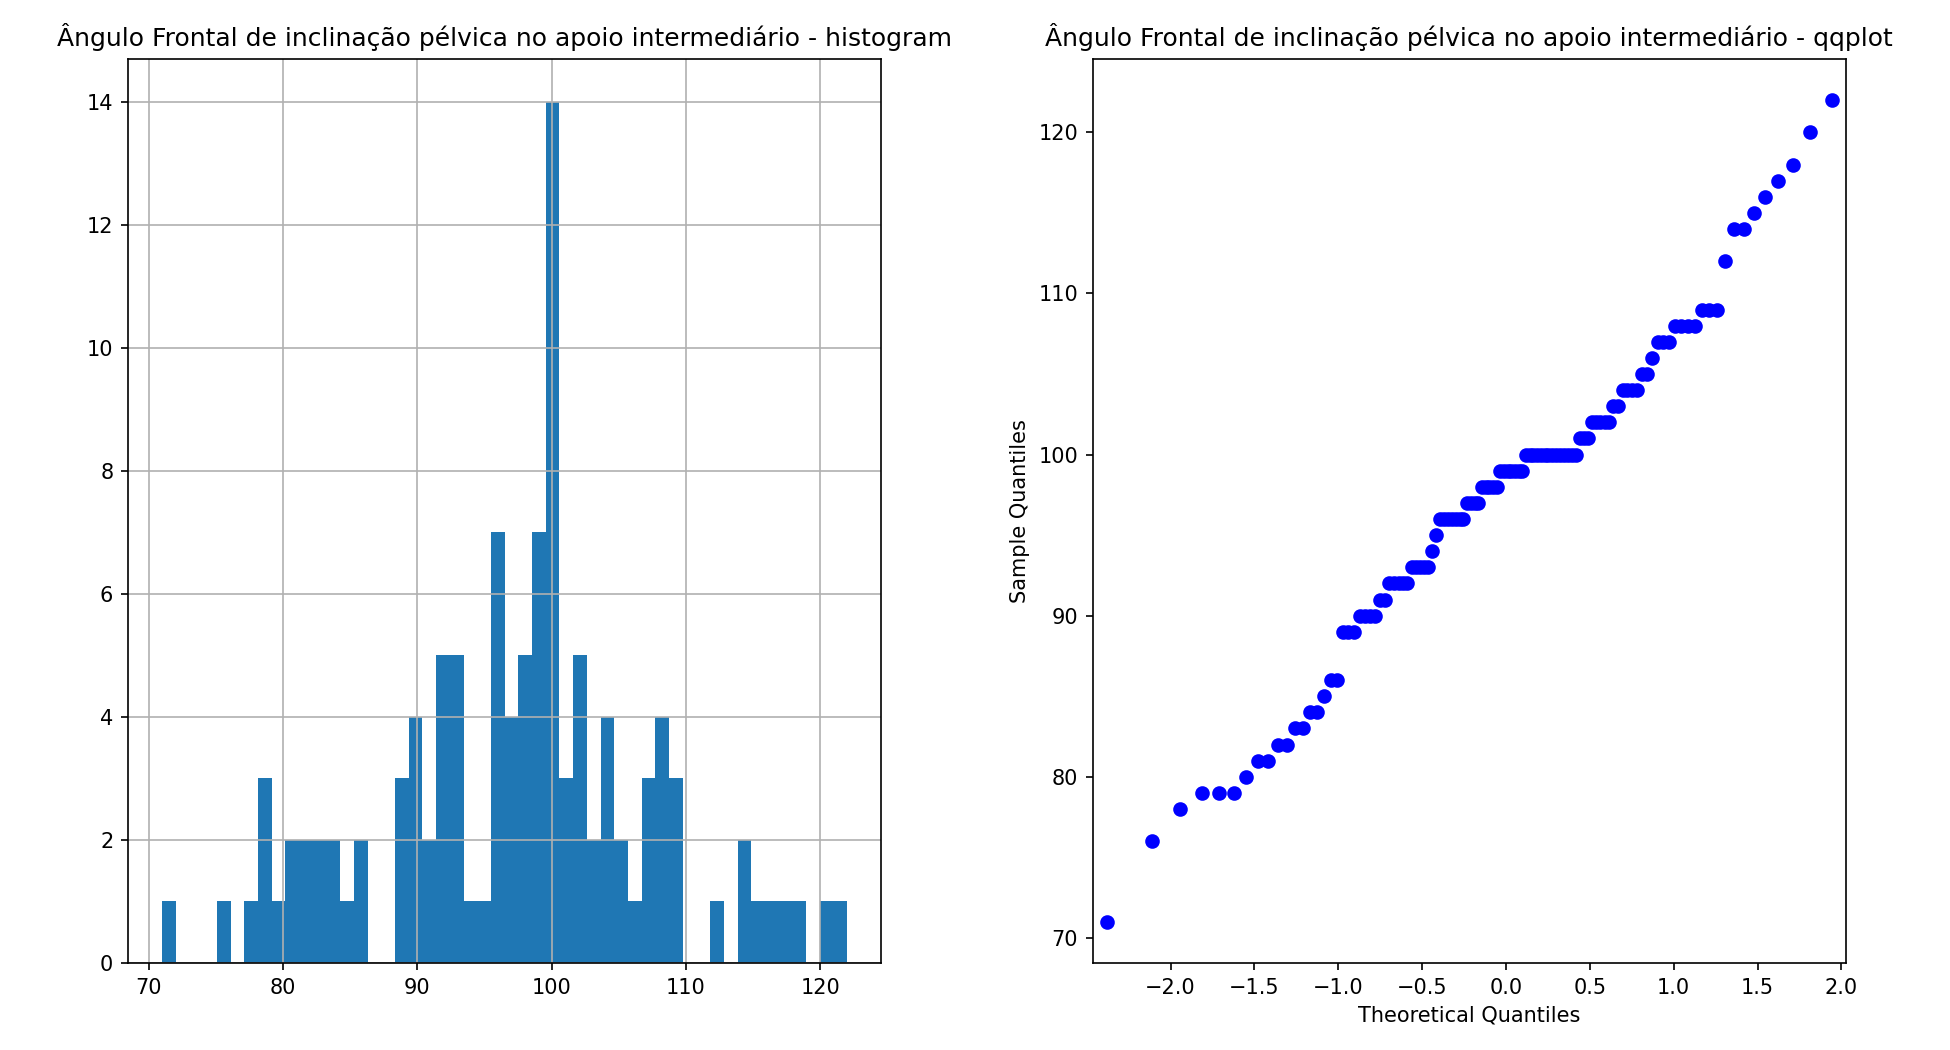 Ângulo Frontal de inclinação pélvica no apoio intermediário - histogram
14
12
10
8
6
4
2
0
70 80 90 100 110 120
Ângulo Frontal de inclinação pélvica no apoio intermediário - qqplot
Sample Quantiles
120
110
100
90
80
70
−2.0 −1.5 −1.0 −0.5 0.0 0.5 1.0 1.5 2.0
Theoretical Quantiles